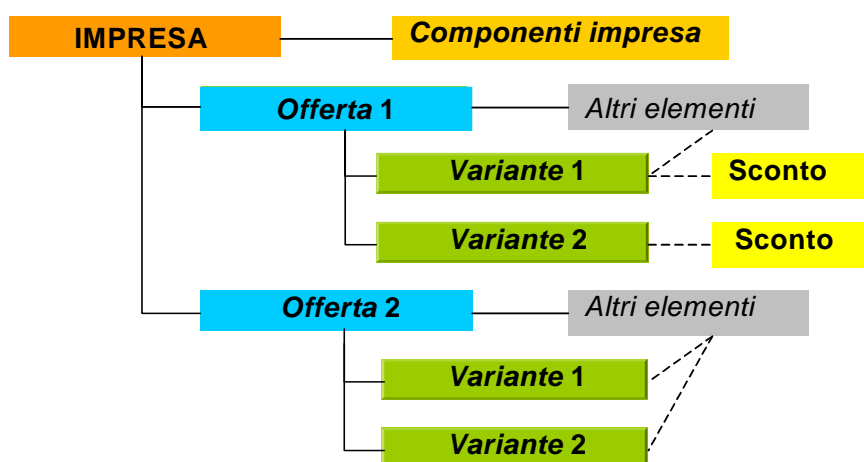 IMPRESA
Componenti impresa
Offerta 1
Altri elementi
Variante 1
Sconto
Variante 2
Sconto
Offerta 2
Altri elementi
Variante 1
Variante 2